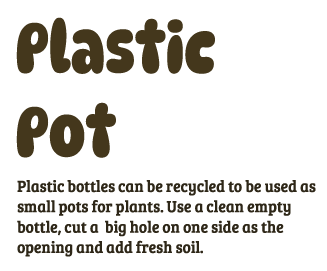 Plastic
Pot
Plastic bottles can be recycled to be used as
small pots for plants. Use a clean empty
bottle, cut a  big hole on one side as the
opening and add fresh soil.